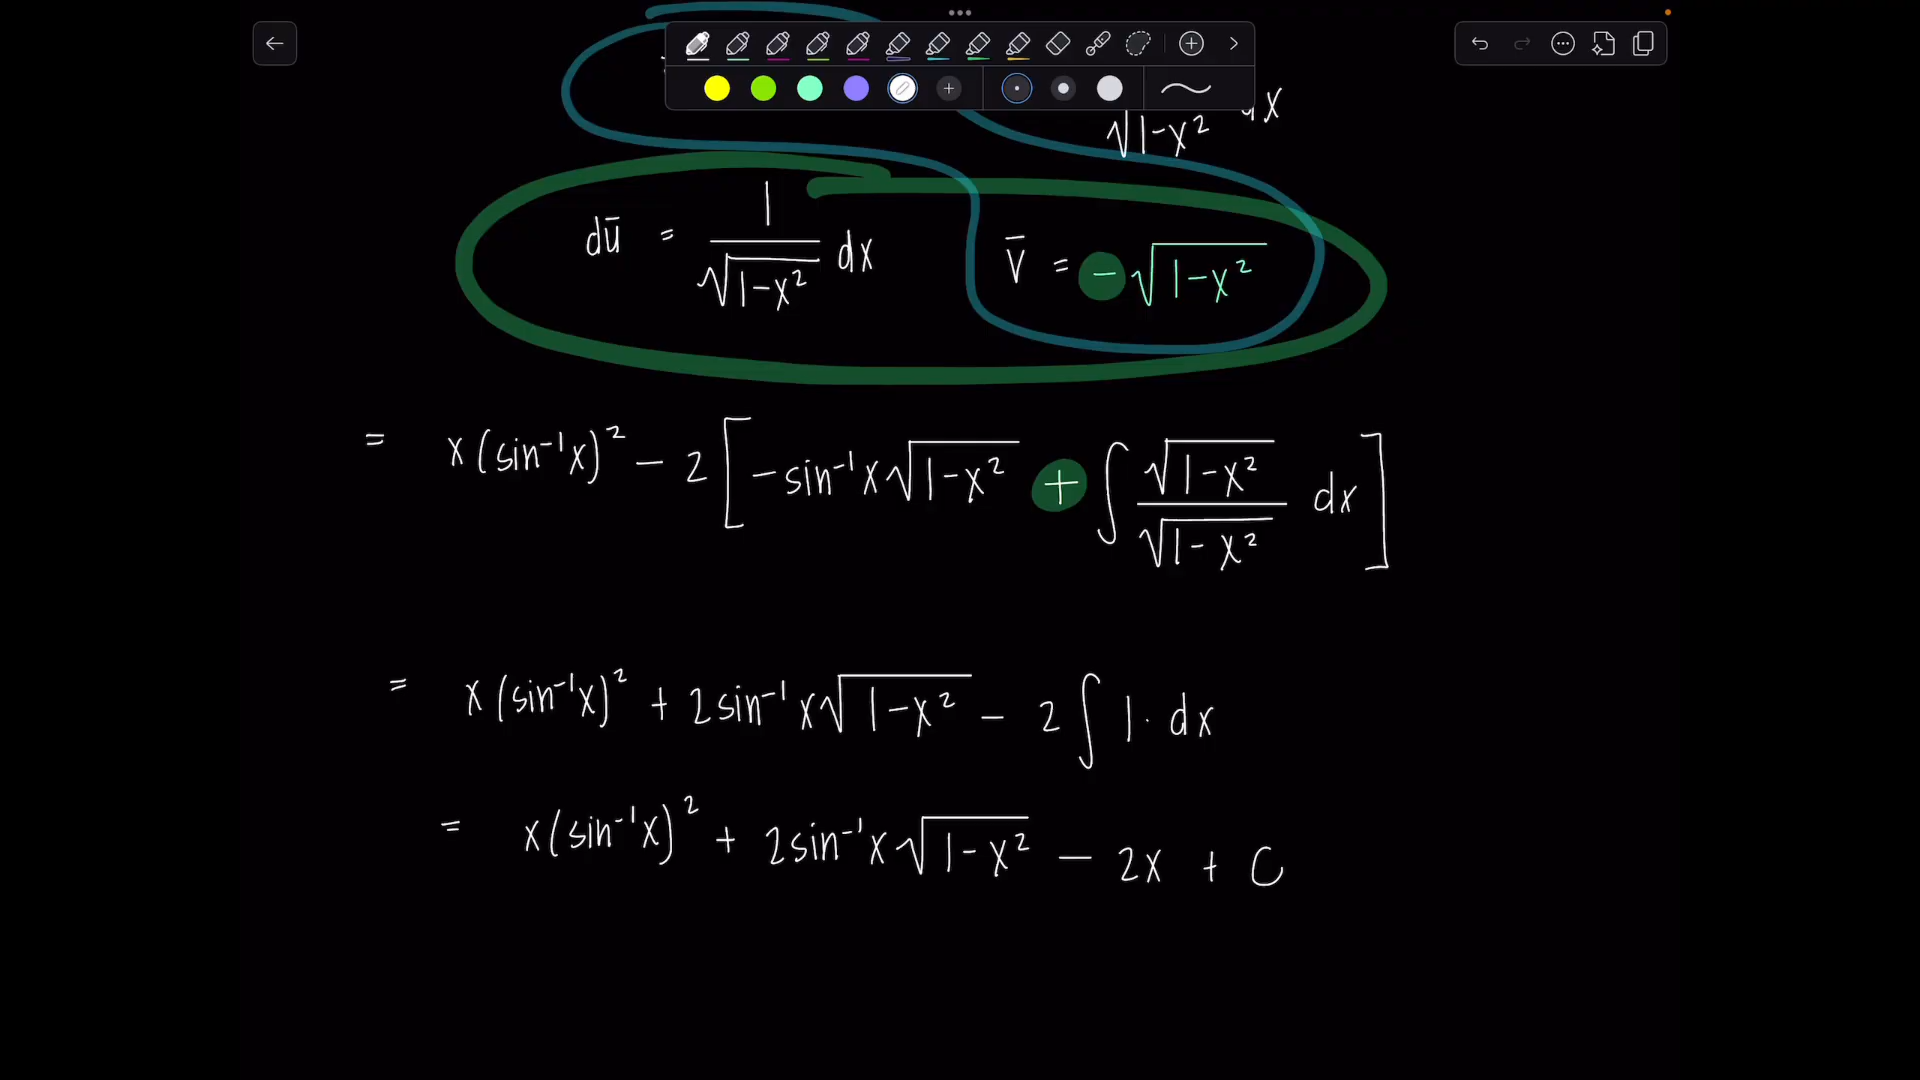 √(1-x²) dx
dū = 1/√(1-x²) dx    v̄ = -√(1-x²)
= x(sin⁻¹x)² - 2[-sin⁻¹x√(1-x²) + ∫ √(1-x²)/√(1-x²) dx]
= x(sin⁻¹x)² + 2sin⁻¹x√(1-x²) - 2∫ 1· dx
= x(sin⁻¹x)² + 2sin⁻¹x√(1-x²) - 2x + C